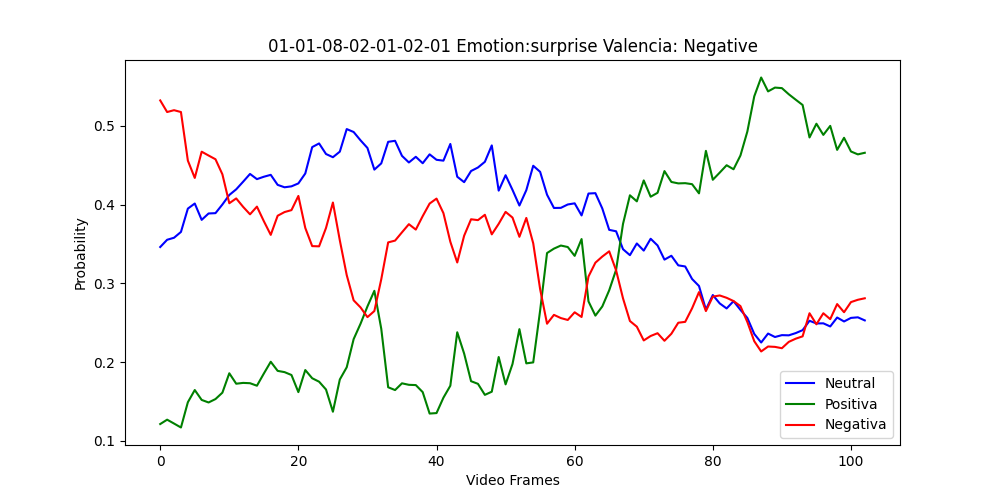 01-01-08-02-01-02-01 Emotion:surprise Valencia: Negative
Probability
0.5
0.4
0.3
0.2
0.1
0 20 40 60 80 100
Video Frames
Neutral
Positiva
Negativa